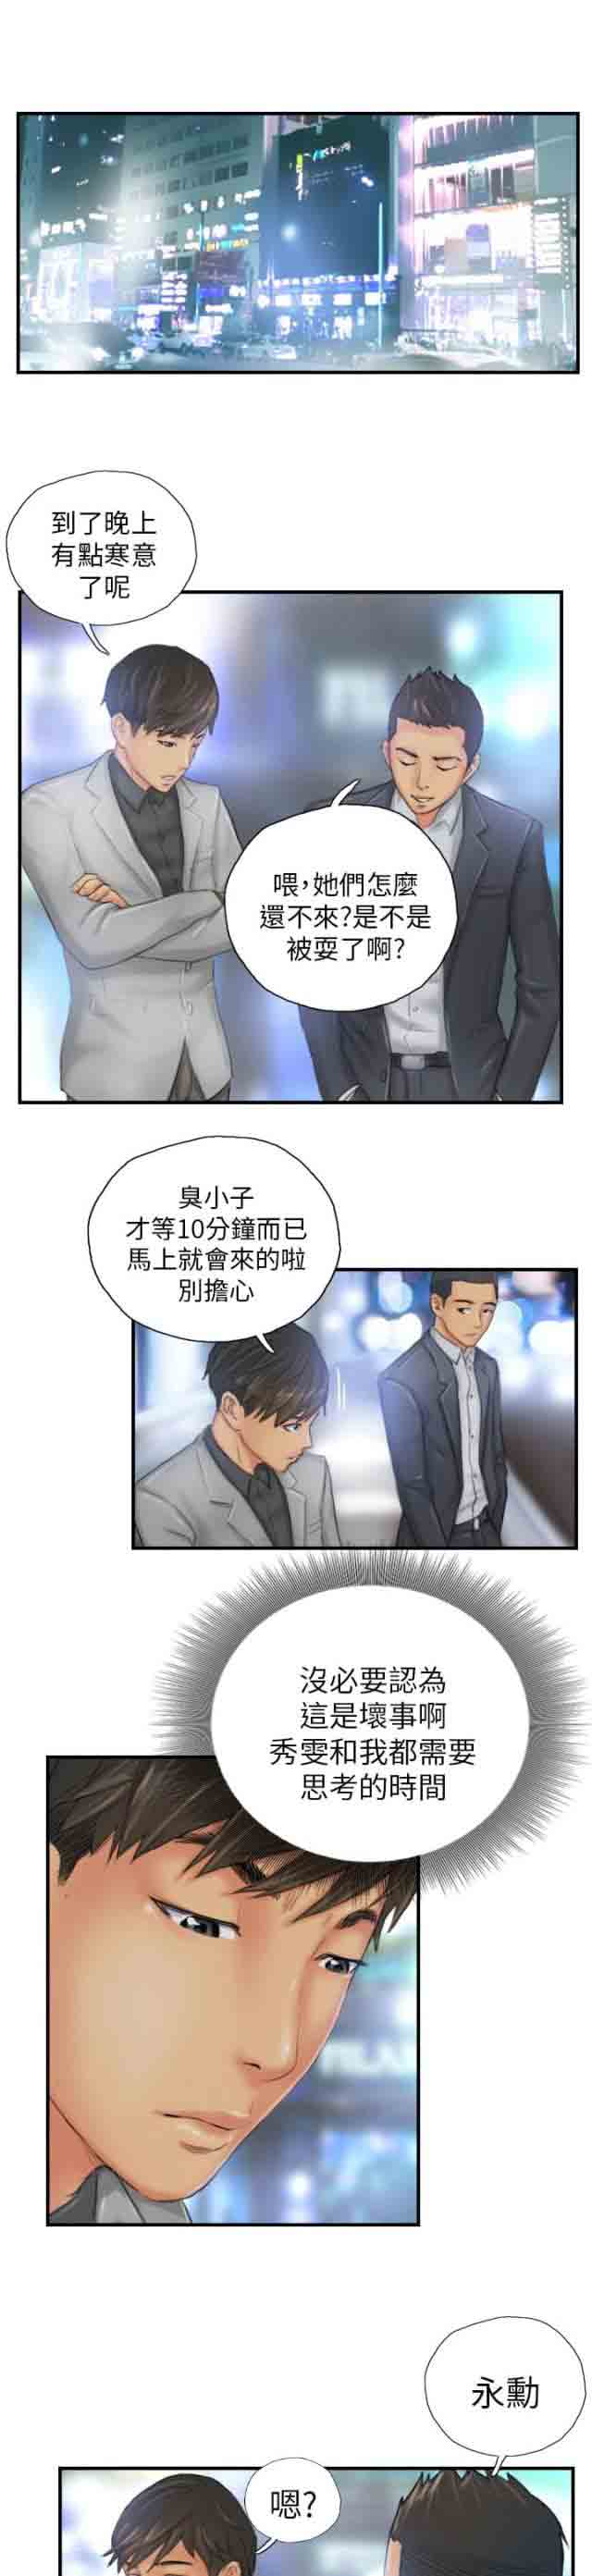 到了晚上
有點寒意
了呢
喂,她們怎麼
還不來?是不是
被耍了啊?
臭小子
才等10分鐘而已
馬上就會來的啦
別擔心
沒必要認為
這是壞事啊
秀雯和我都需要
思考的時間
永勳
嗯?